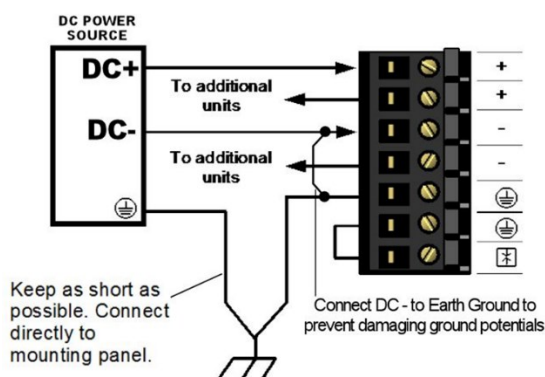 DC POWER
SOURCE
DC+
To additional
units
DC-
To additional
units
+
+
-
-
Keep as short as
possible. Connect
directly to
mounting panel.
Connect DC - to Earth Ground to
prevent damaging ground potentials